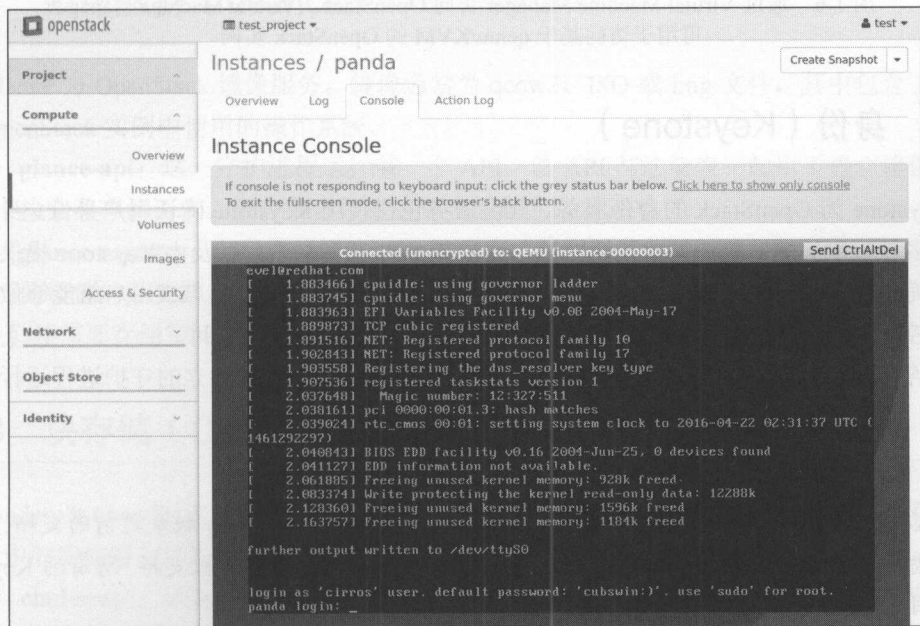 openstack
test_project
test
Project
Compute
Overview
Instances
Volumes
Images
Access & Security
Network
Object Store
Identity
Instances / panda
Create Snapshot
Overview Log Console Action Log
Instance Console
If console is not responding to keyboard input: click the grey status bar below. Click here to show only console
To exit the fullscreen mode, click the browser's back button.
Connected (unencrypted) to: QEMU (instance-00000003)
Send CtrlAltDel
evel@redhat.com
[ 1.883466] cpuidle: using governor ladder
[ 1.883745] cpuidle: using governor menu
[ 1.883963] EFI Variables Facility v0.08 2004-May-17
[ 1.889873] TCP cubic registered
[ 1.891516] NET: Registered protocol family 10
[ 1.902843] NET: Registered protocol family 17
[ 1.903558] Registering the dns_resolver key type
[ 1.907536] registered taskstats version 1
[ 2.037648] Magic number: 12:327:511
[ 2.038161] pci 0000:00:01.3: hash matches
[ 2.039024] rtc_cmos 00:01: setting system clock to 2016-04-22 02:31:37 UTC (
1461292297)
[ 2.040843] BIOS EDD facility v0.16 2004-Jun-25, 0 devices found
[ 2.041127] EDD information not available.
[ 2.061885] Freeing unused kernel memory: 928k freed
[ 2.083374] Write protecting the kernel read-only data: 12288k
[ 2.128360] Freeing unused kernel memory: 1596k freed
[ 2.163757] Freeing unused kernel memory: 1184k freed
further output written to /dev/ttyS0
login as 'cirros' user. default password: 'cubswin:)'. use 'sudo' for root.
panda login: _